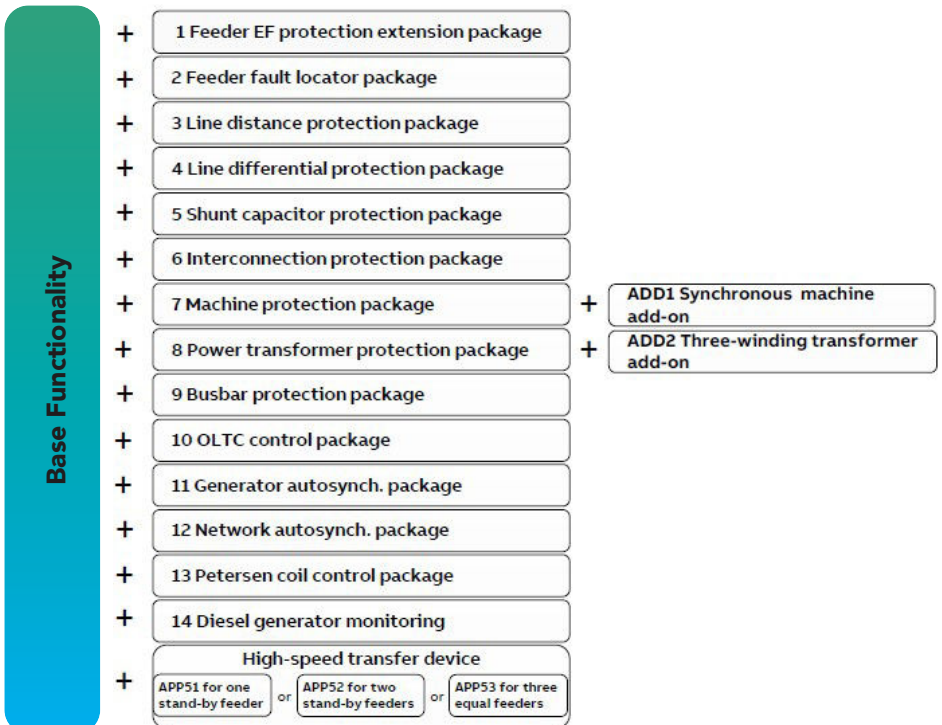 Base Functionality
+ 1 Feeder EF protection extension package
+ 2 Feeder fault locator package
+ 3 Line distance protection package
+ 4 Line differential protection package
+ 5 Shunt capacitor protection package
+ 6 Interconnection protection package
+ 7 Machine protection package
+ ADD1 Synchronous machine
add-on
+ 8 Power transformer protection package
+ ADD2 Three-winding transformer
add-on
+ 9 Busbar protection package
+ 10 OLTC control package
+ 11 Generator autosynch. package
+ 12 Network autosynch. package
+ 13 Petersen coil control package
+ 14 Diesel generator monitoring
+ High-speed transfer device
APP51 for one
stand-by feeder
or
APP52 for two
stand-by feeders
or
APP53 for three
equal feeders